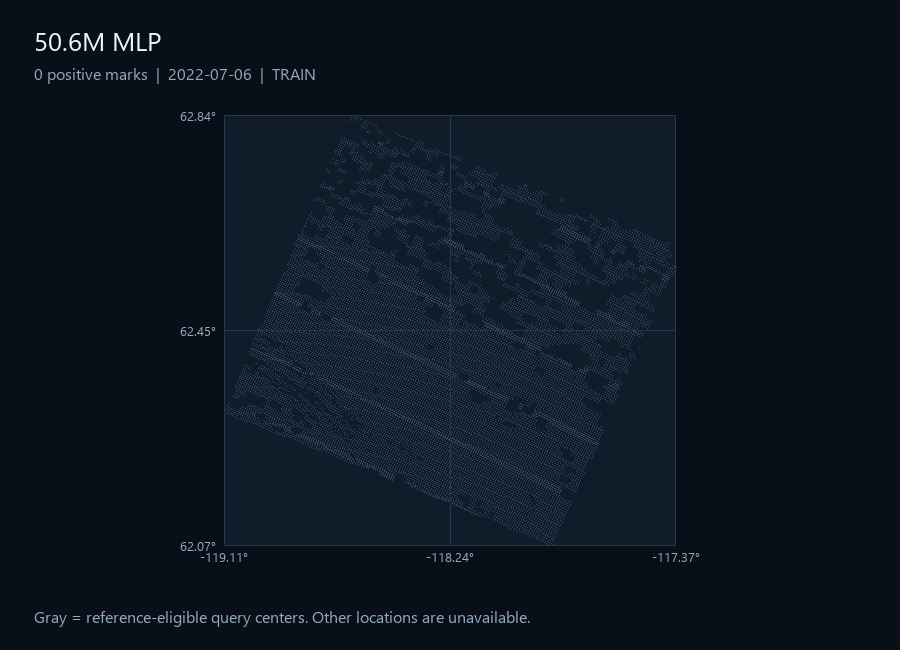 50.6M MLP
0 positive marks | 2022-07-06 | TRAIN
62.84°
62.45°
62.07°
-119.11°
-118.24°
-117.37°
Gray = reference-eligible query centers. Other locations are unavailable.